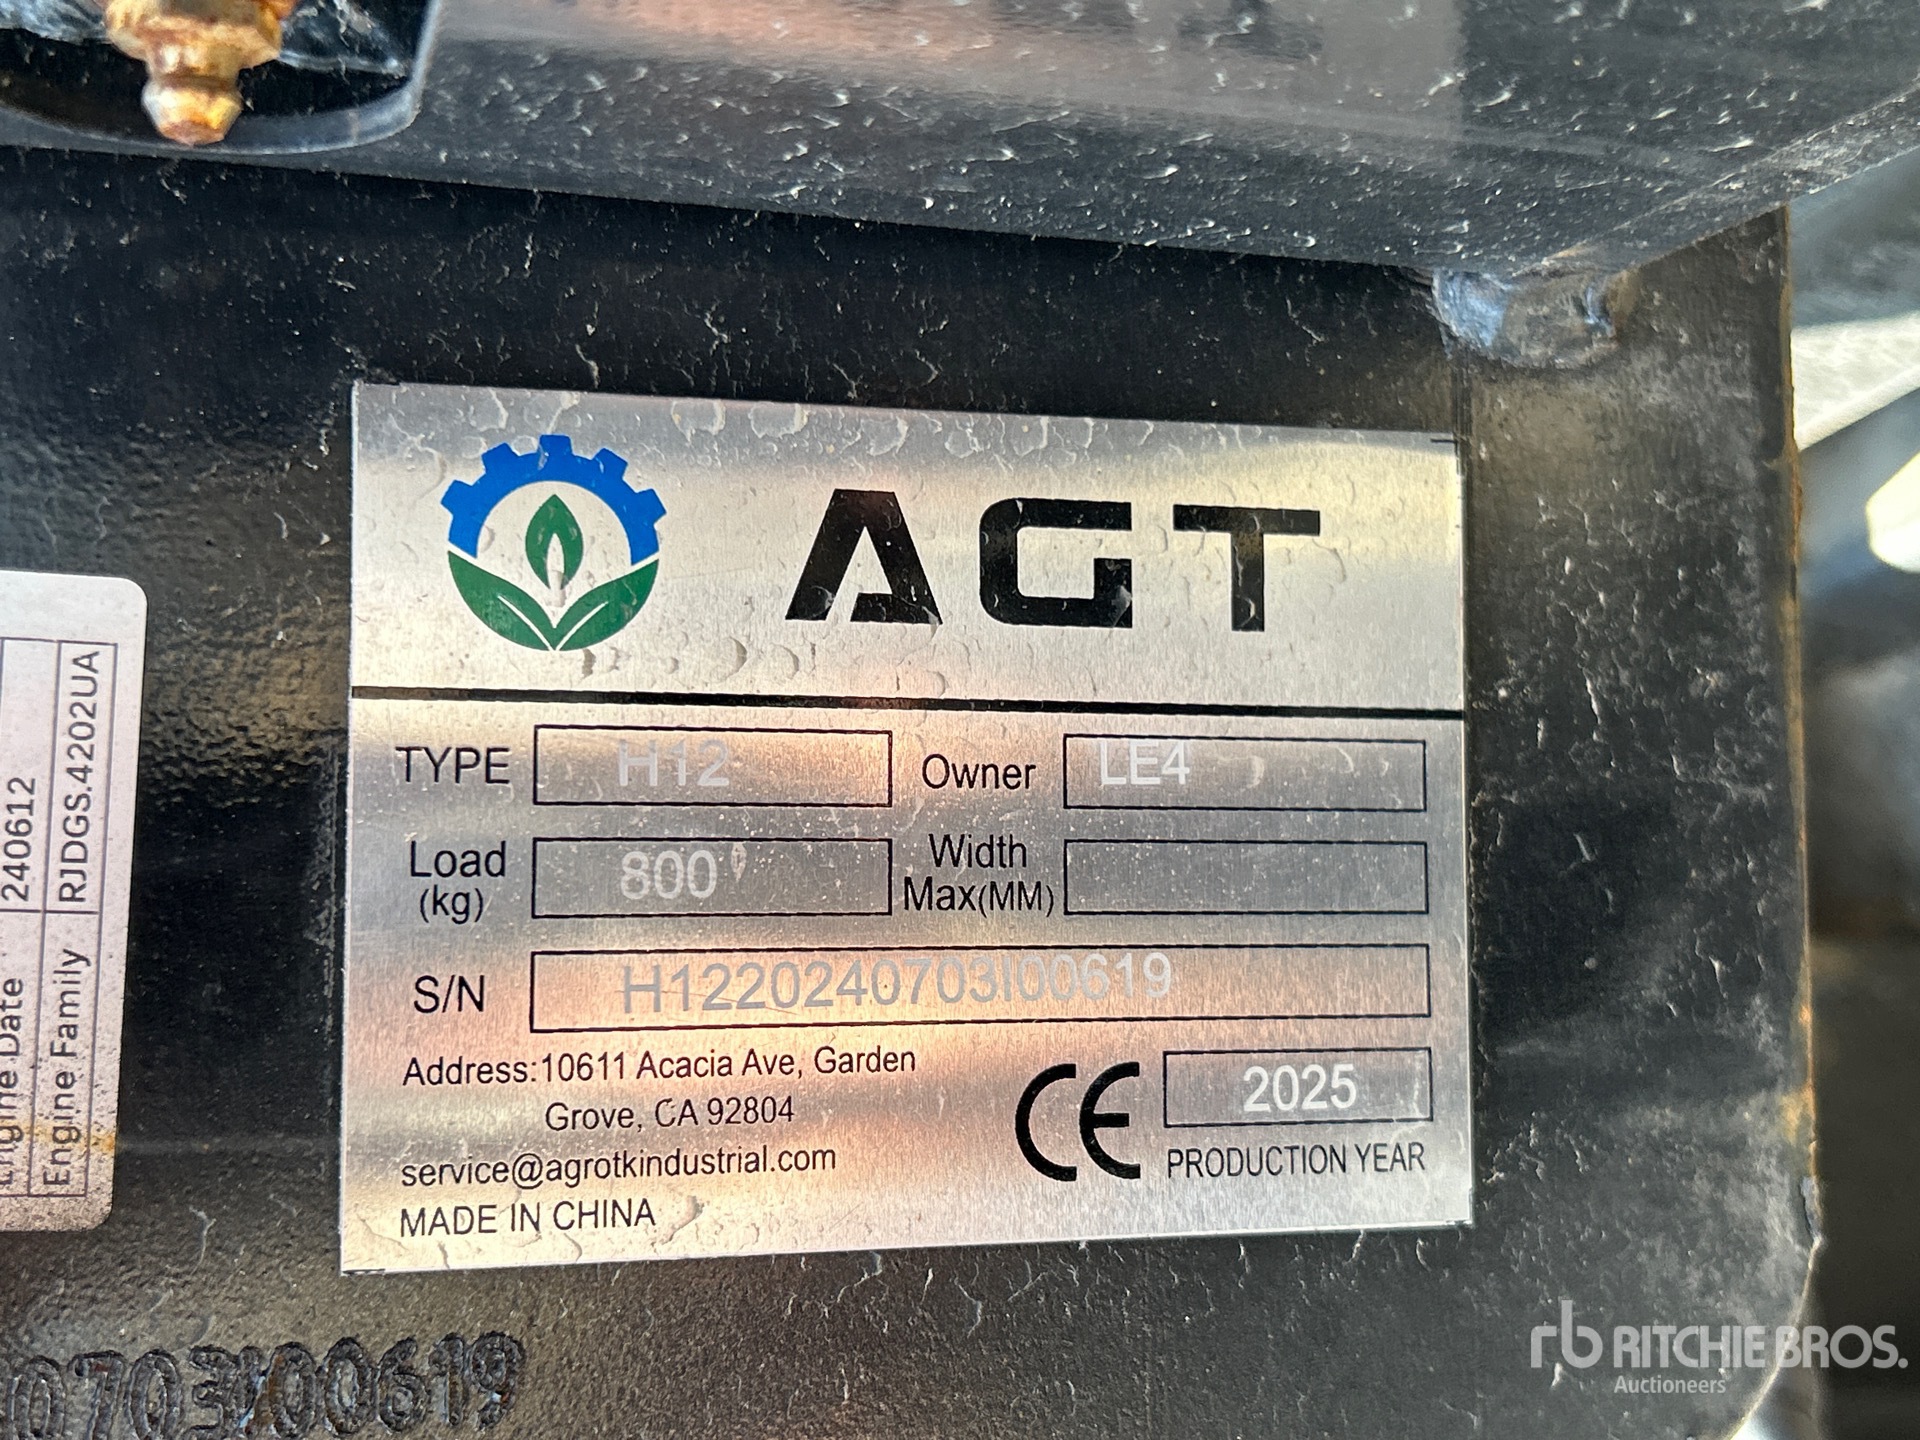 AGT
TYPE H12 Owner LE4
Load (kg) 800 Width Max(MM)
S/N H1220240703I00619
Address:10611 Acacia Ave, Garden
Grove, CA 92804
service@agrotkindustrial.com
MADE IN CHINA
CE 2025
PRODUCTION YEAR
Engine Date 240612
Engine Family RJDGS.4202UA
0703I00619
rb RITCHIE BROS.
Auctioneers